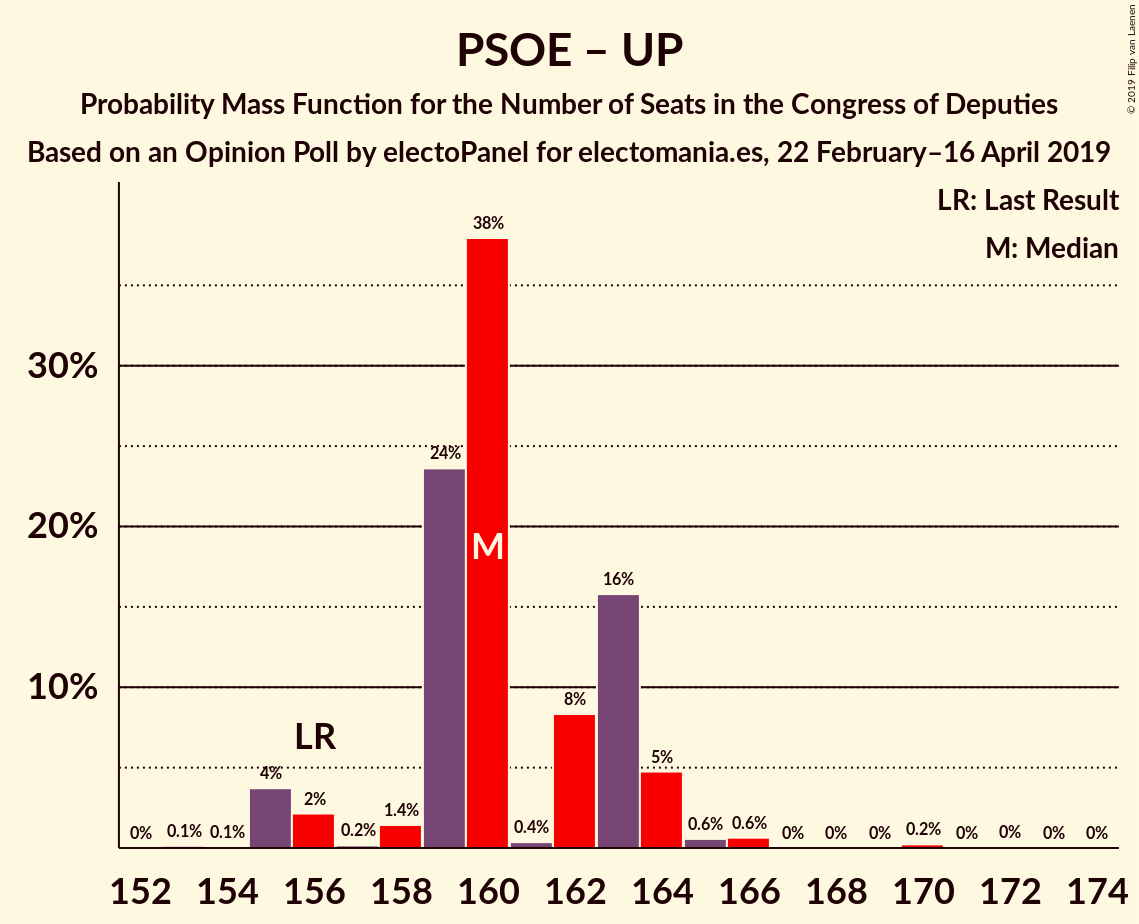 PSOE – UP
Probability Mass Function for the Number of Seats in the Congress of Deputies
Based on an Opinion Poll by electoPanel for electomania.es, 22 February–16 April 2019
© 2019 Filip van Laenen
LR: Last Result
M: Median
30%
20%
10%
0%
0.1%
0.1%
4%
LR
2%
0.2%
1.4%
24%
38%
M
0.4%
8%
16%
5%
0.6%
0.6%
0%
0%
0%
0.2%
0%
0%
0%
0%
152 154 156 158 160 162 164 166 168 170 172 174